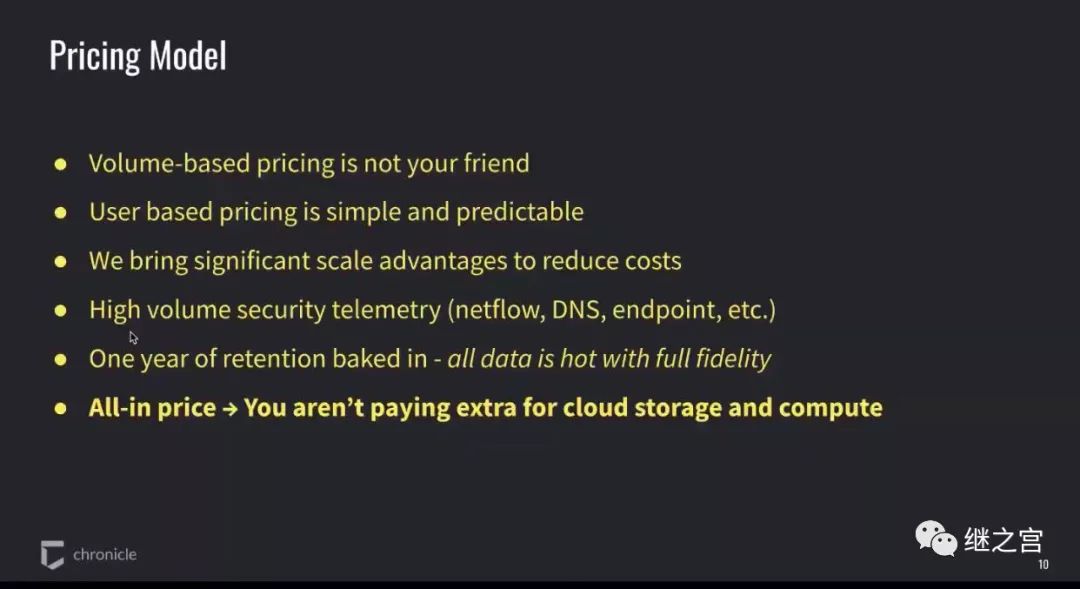 Pricing Model
● Volume-based pricing is not your friend
● User based pricing is simple and predictable
● We bring significant scale advantages to reduce costs
● High volume security telemetry (netflow, DNS, endpoint, etc.)
● One year of retention baked in - all data is hot with full fidelity
● All-in price → You aren’t paying extra for cloud storage and compute
chronicle
继之宫
10